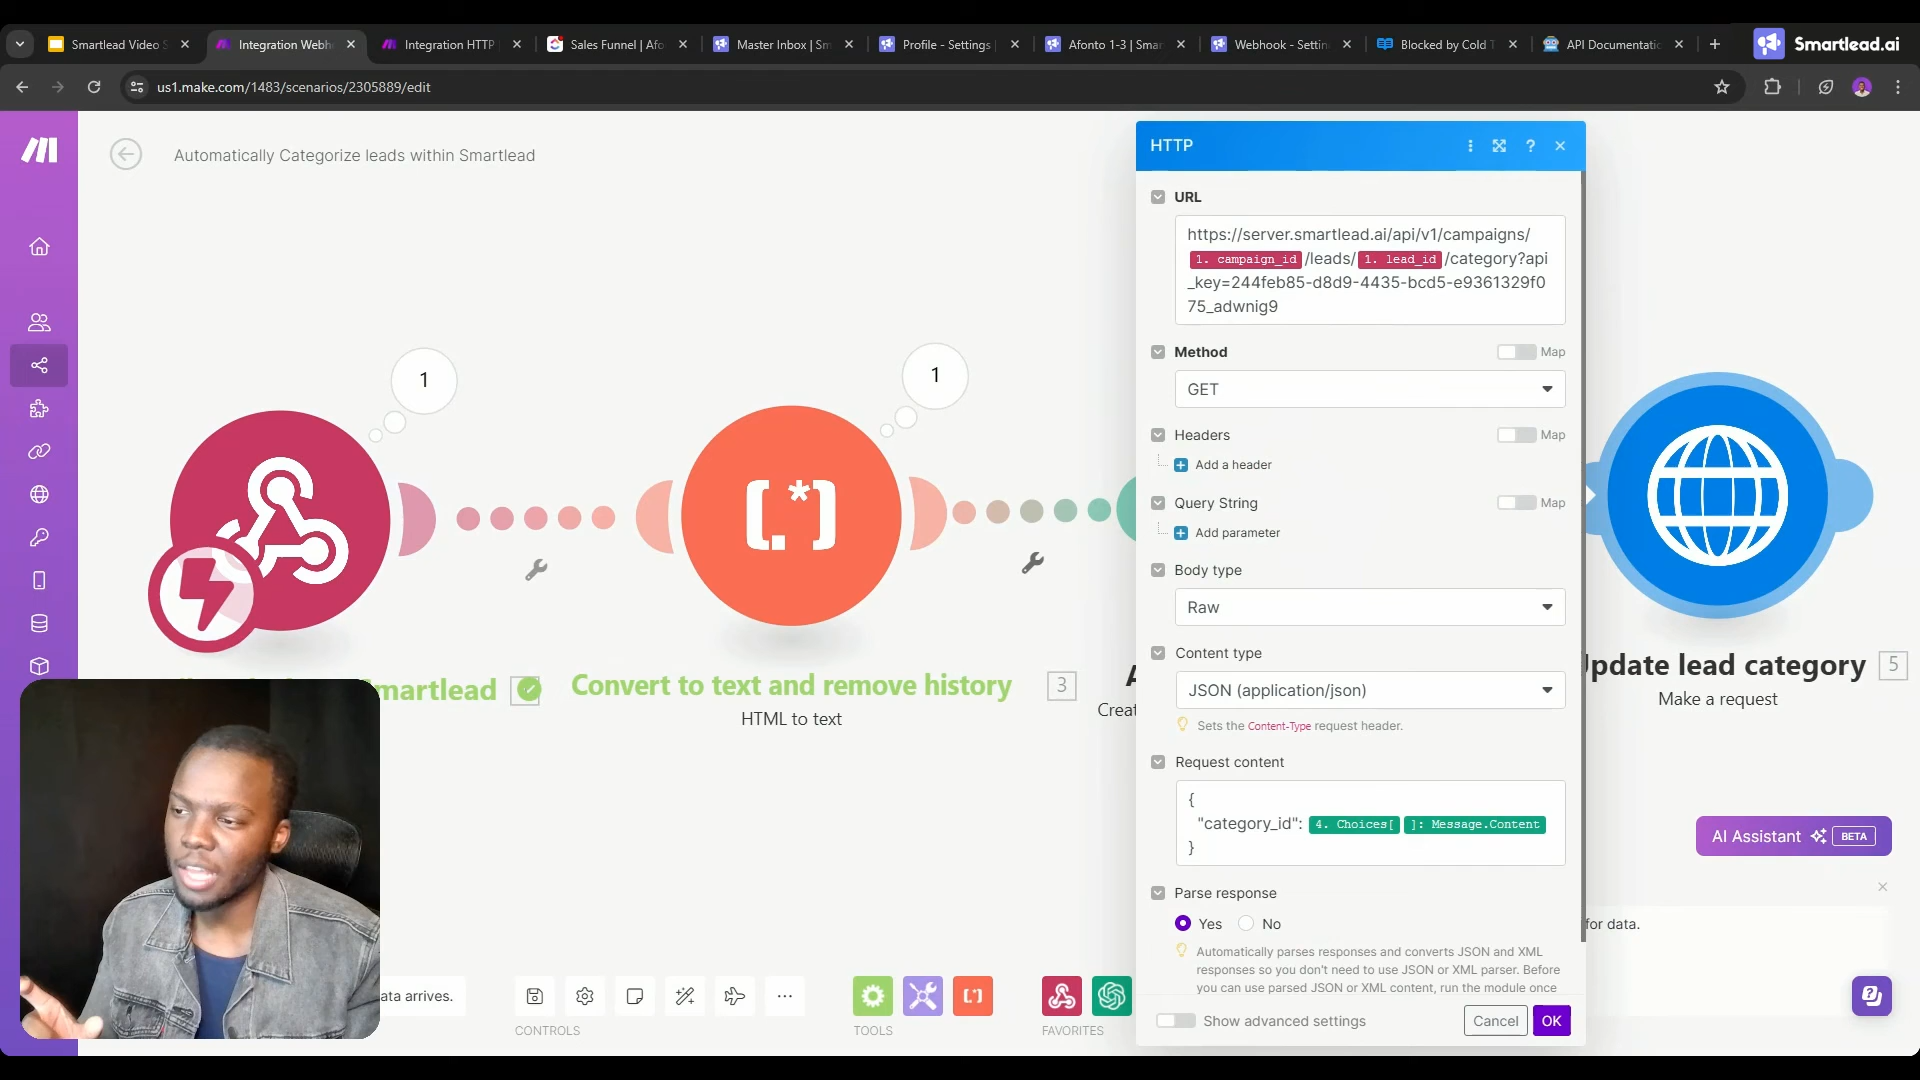 Smartlead Video S
Integration Webh
Integration HTTP
Sales Funnel | Afo
Master Inbox | Sm
Profile - Settings
Afonto 1-3 | Smar
Webhook - Settin
Blocked by Cold T
API Documentatio
Smartlead.ai
us1.make.com/1483/scenarios/2305889/edit
Automatically Categorize leads within Smartlead
HTTP
URL
https://server.smartlead.ai/api/v1/campaigns/
1. campaign_id /leads/ 1. lead_id /category?api
_key=244feb85-d8d9-4435-bcd5-e9361329f0
75_adwnig9
Method
Map
GET
Headers
Map
Add a header
Query String
Map
Add parameter
Body type
Raw
Content type
JSON (application/json)
Sets the Content-Type request header.
Request content
{
"category_id": 4. Choices[ ]: Message.Content
}
Parse response
Yes
No
Automatically parses responses and converts JSON and XML
responses so you don't need to use JSON or XML parser. Before
you can use parsed JSON or XML content, run the module once
Show advanced settings
Cancel
OK
1
1
martlead
Convert to text and remove history
3
HTML to text
A
Creat
pdate lead category
5
Make a request
AI Assistant
BETA
for data.
ata arrives.
CONTROLS
TOOLS
FAVORITES